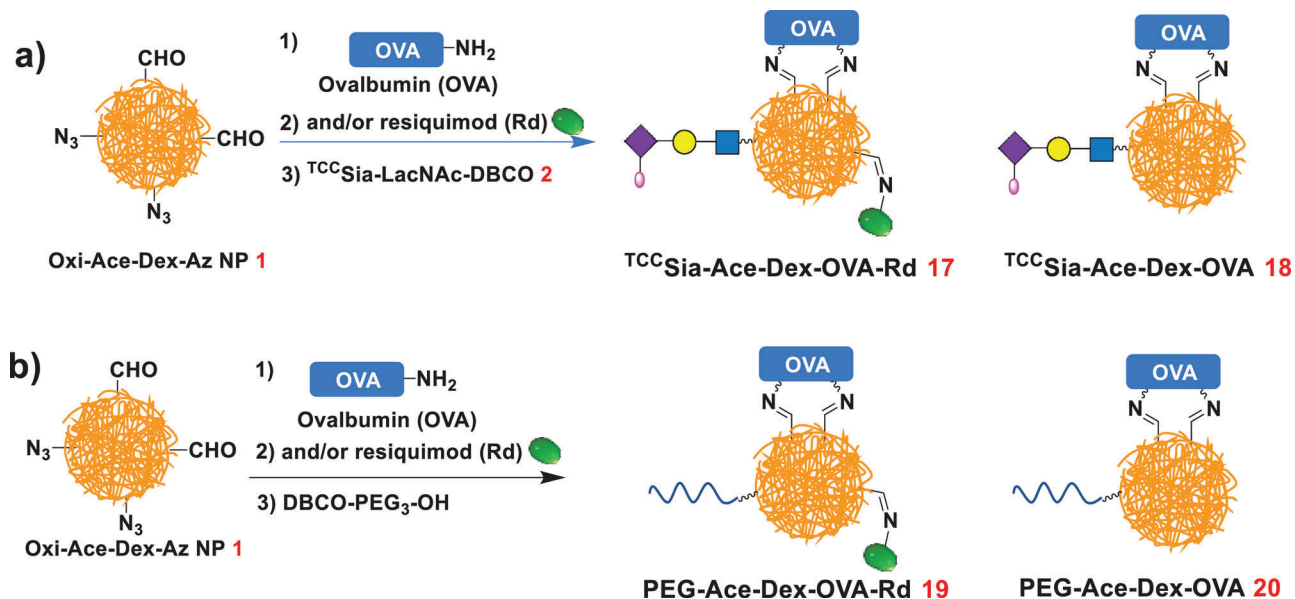 a)
CHO
N3
CHO
N3
Oxi-Ace-Dex-Az NP 1
1)
OVA
NH2
Ovalbumin (OVA)
2) and/or resiquimod (Rd)
3) TCCSia-LacNAc-DBCO 2
OVA
N
N
N
TCCSia-Ace-Dex-OVA-Rd 17
OVA
N
N
TCCSia-Ace-Dex-OVA 18
b)
CHO
N3
CHO
N3
Oxi-Ace-Dex-Az NP 1
1)
OVA
NH2
Ovalbumin (OVA)
2) and/or resiquimod (Rd)
3) DBCO-PEG3-OH
OVA
N
N
N
PEG-Ace-Dex-OVA-Rd 19
OVA
N
N
PEG-Ace-Dex-OVA 20